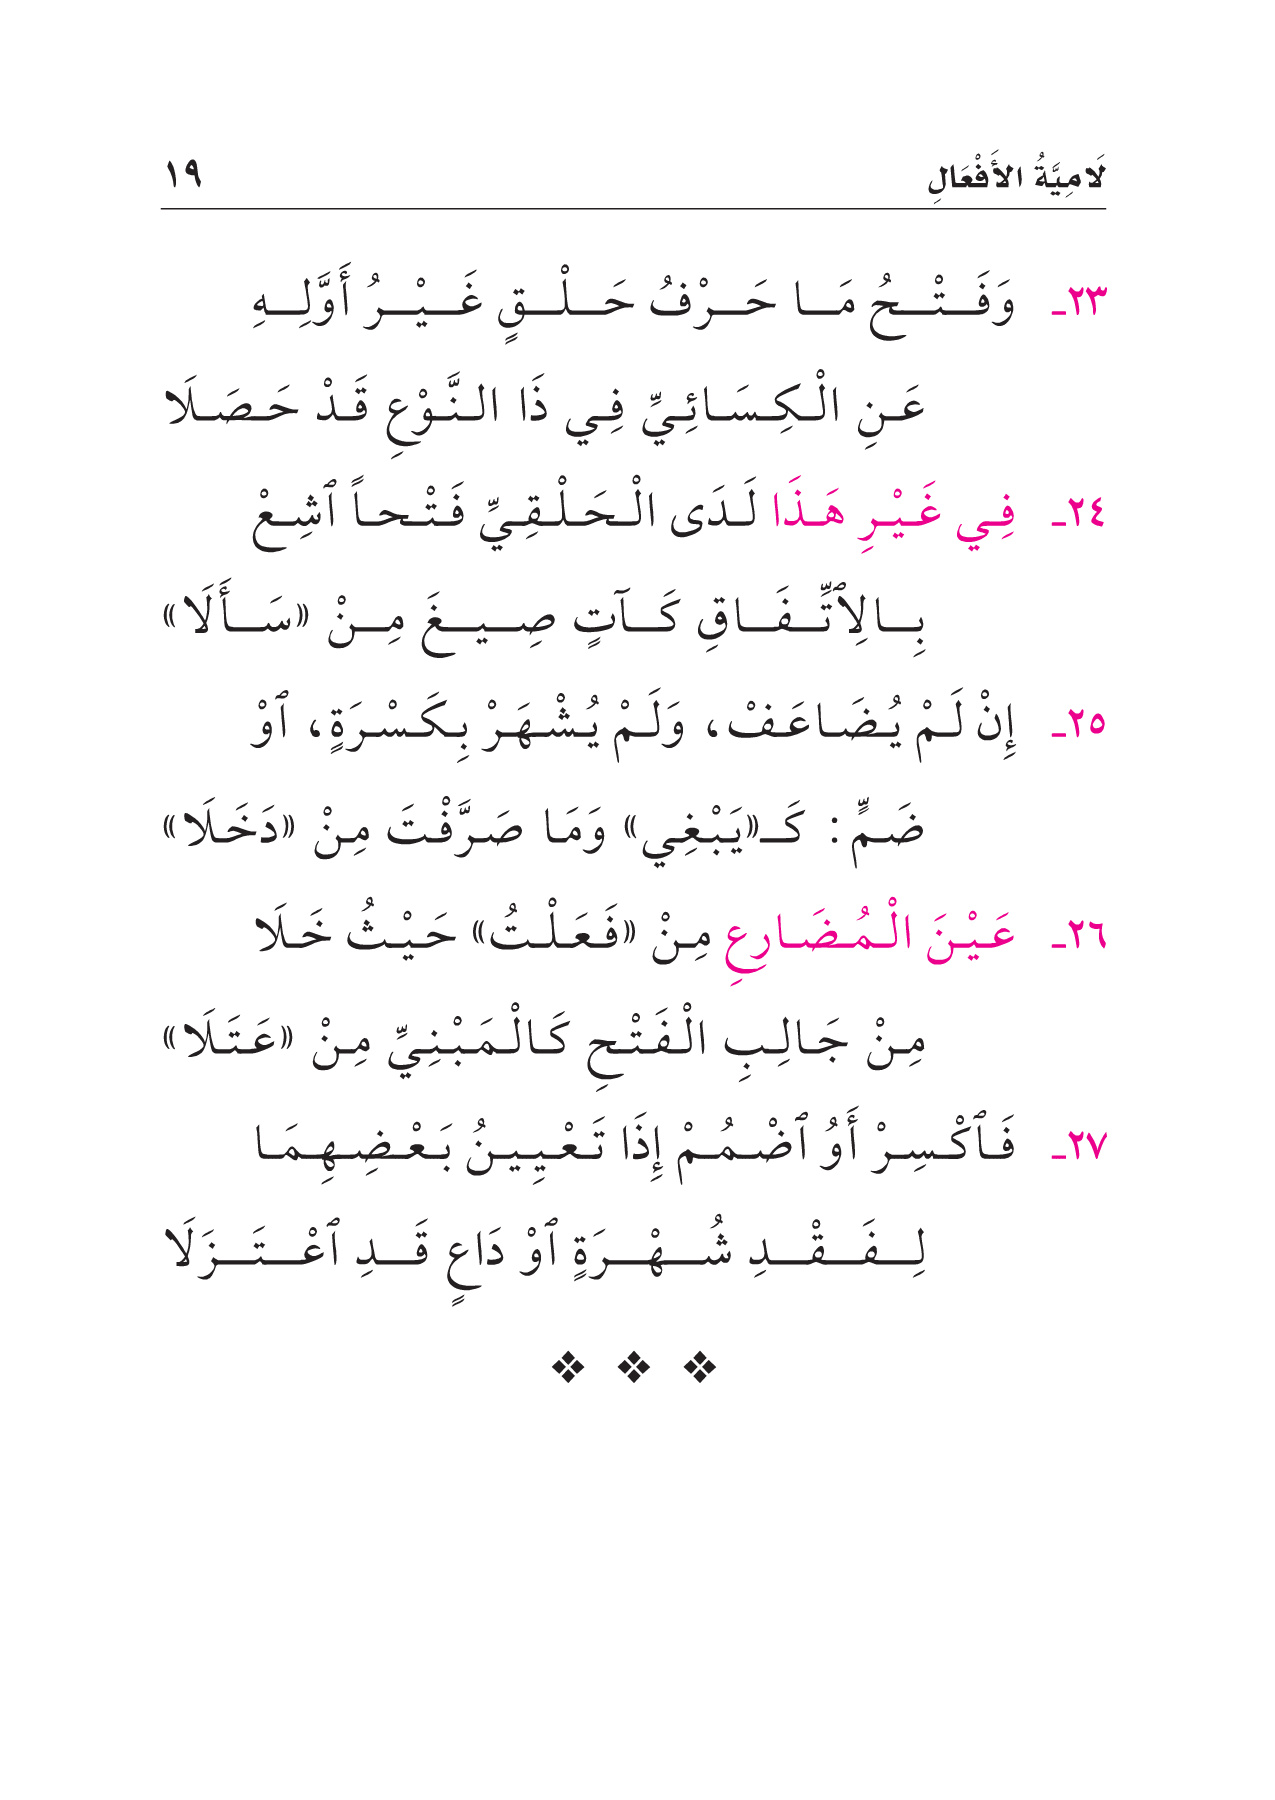 لَامِيَّةُ الأَفْعَالِ ١٩
٢٣ـ وَفَتْحُ مَا حَرْفُ حَلْقٍ غَيْرُ أَوَّلِهِ
عَنِ الْكِسَائِيِّ فِي ذَا النَّوْعِ قَدْ حَصَلَا
٢٤ـ فِي غَيْرِ هَذَا لَدَى الْحَلْقِيِّ فَتْحاً ٱشِعْ
بِالِٱتِّفَاقِ كَآتٍ صِيغَ مِنْ «سَأَلَا»
٢٥ـ إِنْ لَمْ يُضَاعَفْ، وَلَمْ يُشْهَرْ بِكَسْرَةٍ، ٱوْ
ضَمٍّ: كَـ«يَبْغِي» وَمَا صَرَّفْتَ مِنْ «دَخَلَا»
٢٦ـ عَيْنَ الْمُضَارِعِ مِنْ «فَعَلْتُ» حَيْثُ خَلَا
مِنْ جَالِبِ الْفَتْحِ كَالْمَبْنِيِّ مِنْ «عَتَلَا»
٢٧ـ فَٱكْسِرْ أَوُ ٱضْمُمْ إِذَا تَعْيِينُ بَعْضِهِمَا
لِفَقْدِ شُهْرَةٍ ٱوْ دَاعٍ قَدِ ٱعْتَزَلَا